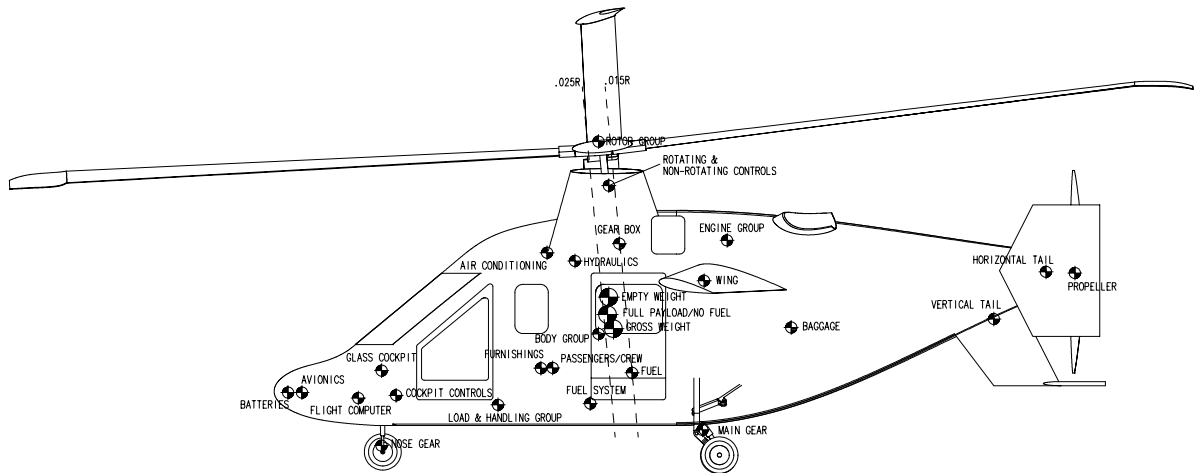 .025R
.015R
ROTOR GROUP
ROTATING &
NON-ROTATING CONTROLS
GEAR BOX
ENGINE GROUP
AIR CONDITIONING
HYDRAULICS
HORIZONTAL TAIL
PROPELLER
WING
EMPTY WEIGHT
VERTICAL TAIL
FULL PAYLOAD/NO FUEL
GROSS WEIGHT
BAGGAGE
BODY GROUP
GLASS COCKPIT
FURNISHINGS
PASSENGERS/CREW
FUEL
AVIONICS
COCKPIT CONTROLS
FUEL SYSTEM
BATTERIES
FLIGHT COMPUTER
LOAD & HANDLING GROUP
MAIN GEAR
NOSE GEAR